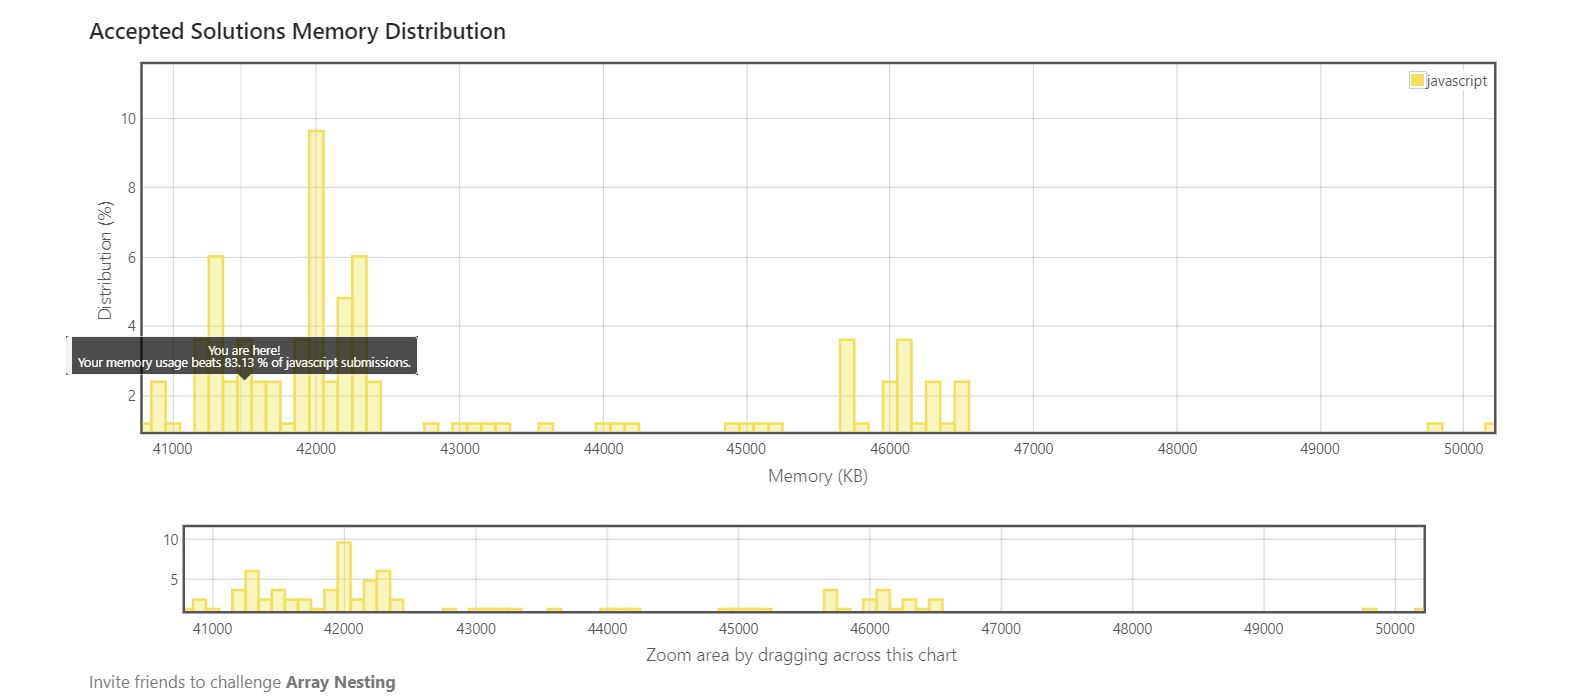 Accepted Solutions Memory Distribution
javascript
10
8
6
4
2
Distribution (%)
You are here!
Your memory usage beats 83.13 % of javascript submissions.
41000 42000 43000 44000 45000 46000 47000 48000 49000 50000
Memory (KB)
10
5
41000 42000 43000 44000 45000 46000 47000 48000 49000 50000
Zoom area by dragging across this chart
Invite friends to challenge Array Nesting